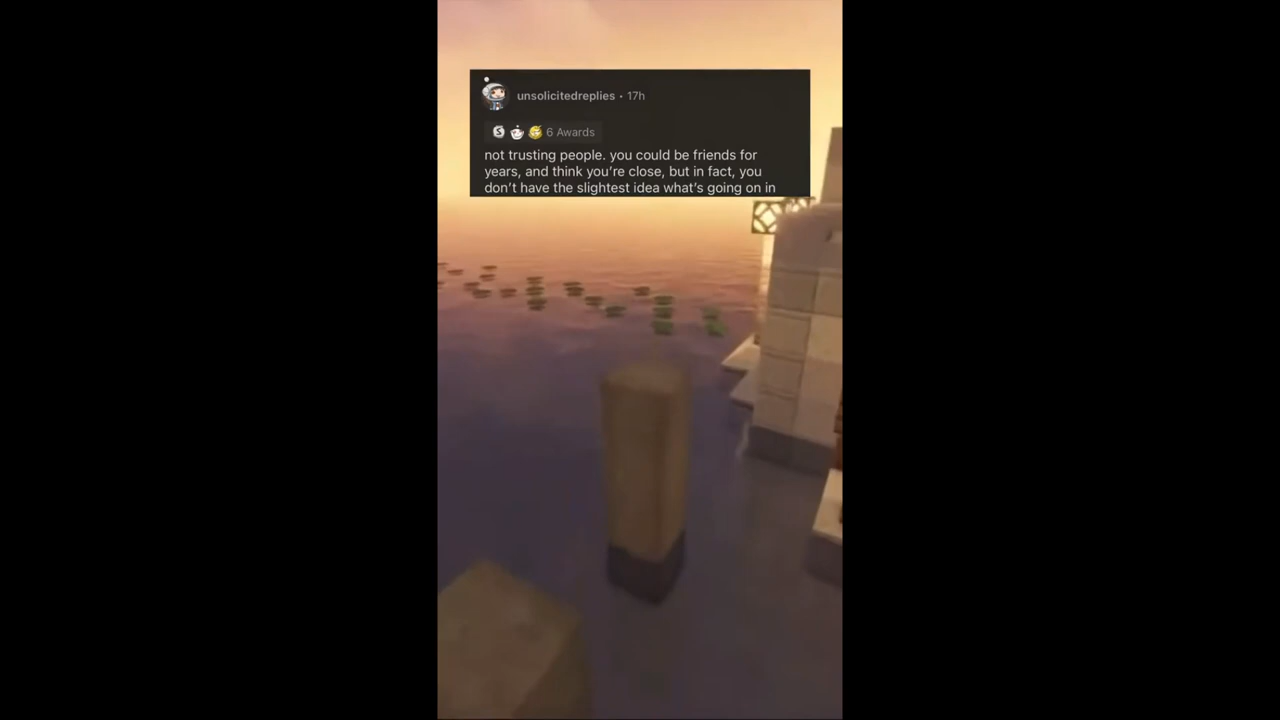 unsolicitedreplies • 17h
6 Awards
not trusting people. you could be friends for
years, and think you're close, but in fact, you
don't have the slightest idea what's going on in